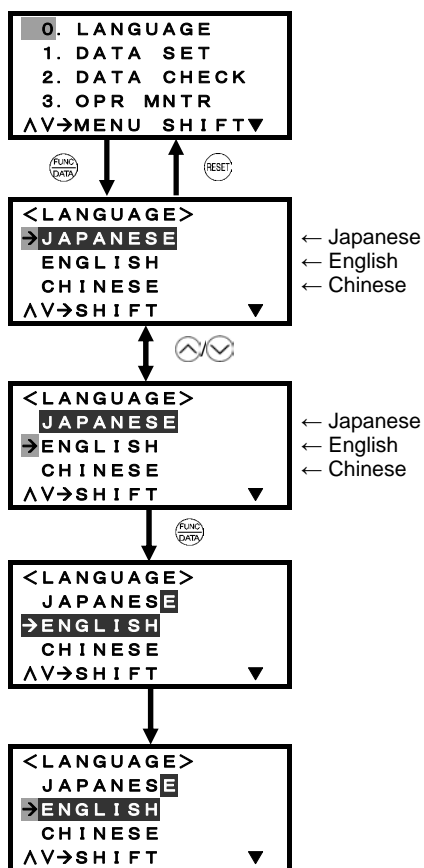 0. LANGUAGE
1. DATA SET
2. DATA CHECK
3. OPR MNTR
∧∨→MENU SHIFT▼
FUNC
DATA
RESET
<LANGUAGE>
→JAPANESE ← Japanese
ENGLISH ← English
CHINESE ← Chinese
∧∨→SHIFT ▼
∧/∨
<LANGUAGE>
JAPANESE ← Japanese
→ENGLISH ← English
CHINESE ← Chinese
∧∨→SHIFT ▼
FUNC
DATA
<LANGUAGE>
JAPANESE
→ENGLISH
CHINESE
∧∨→SHIFT ▼
<LANGUAGE>
JAPANESE
→ENGLISH
CHINESE
∧∨→SHIFT ▼